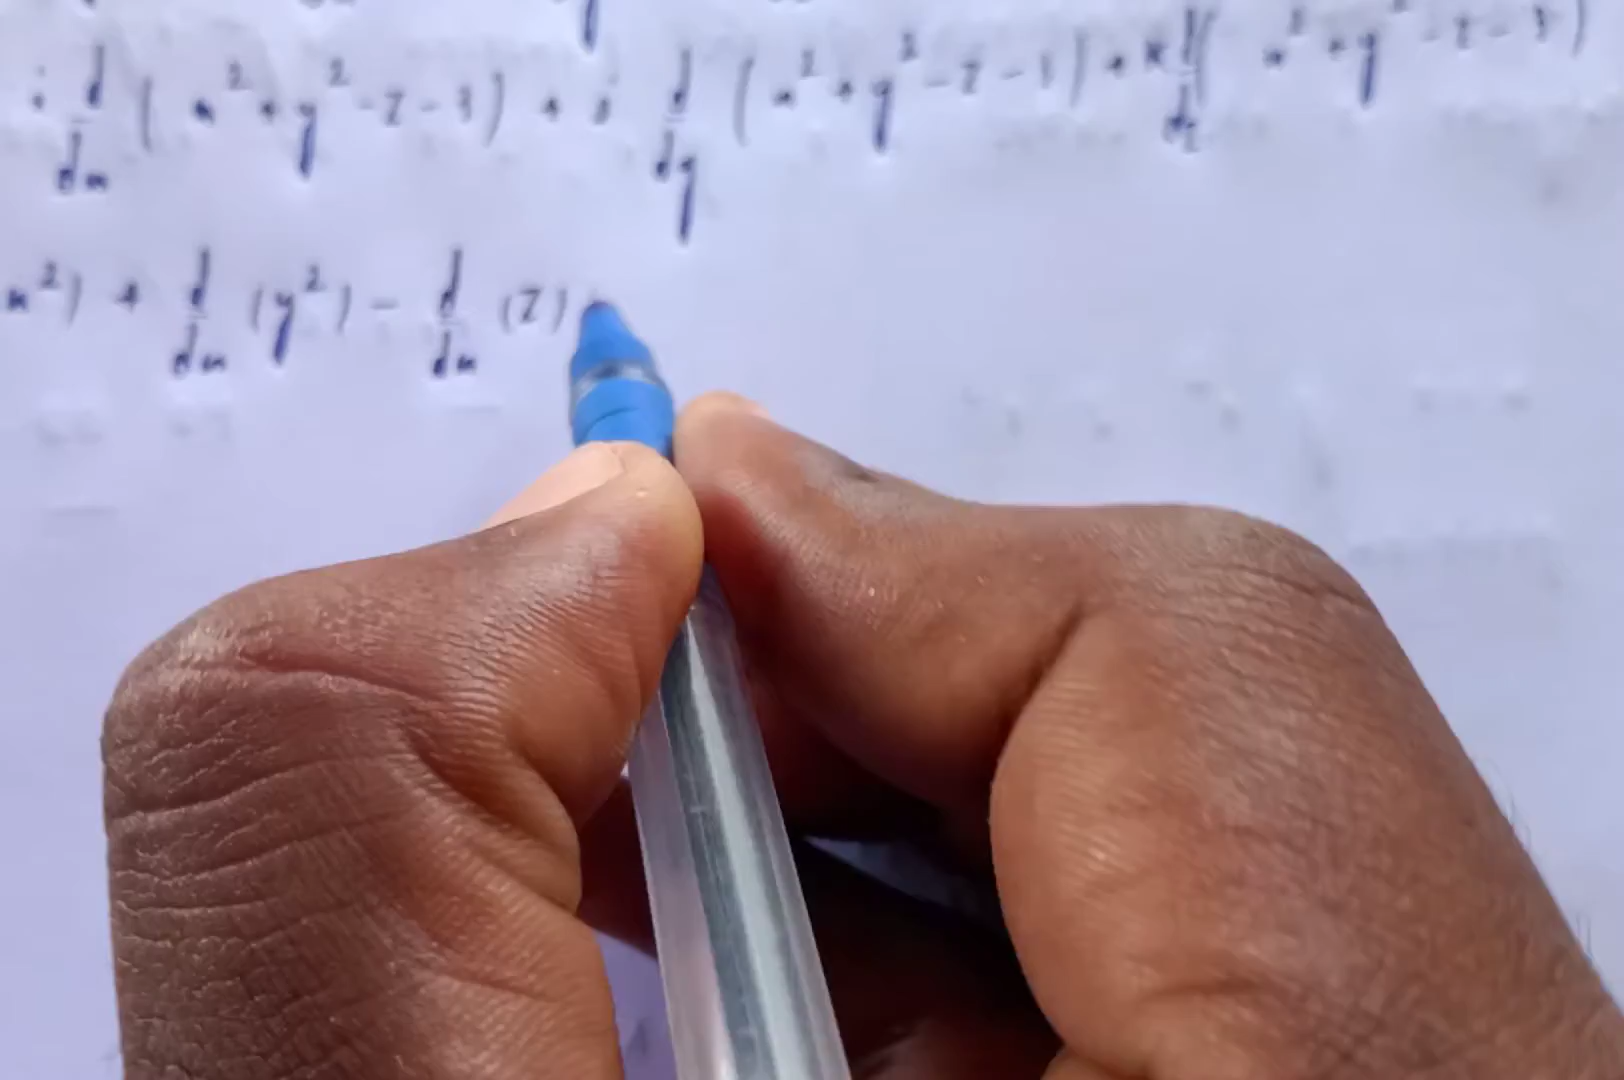 i d/dx (x² + y² - z - 3) + j d/dy (x² + y² - z - 3) + k d/dz (x² + y² - z - 3)
x²) + d/dx (y²) - d/dx (z)